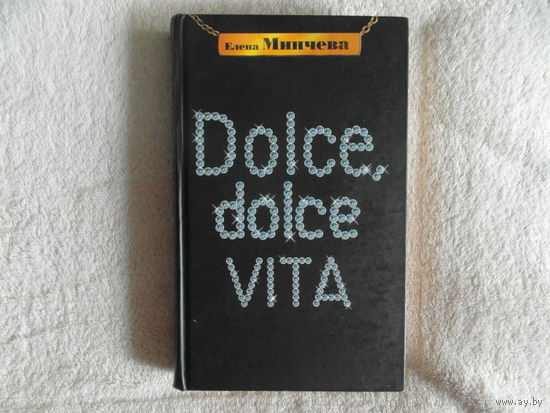 Елена Минчева
Dolce,
dolce
VITA
www.ay.by